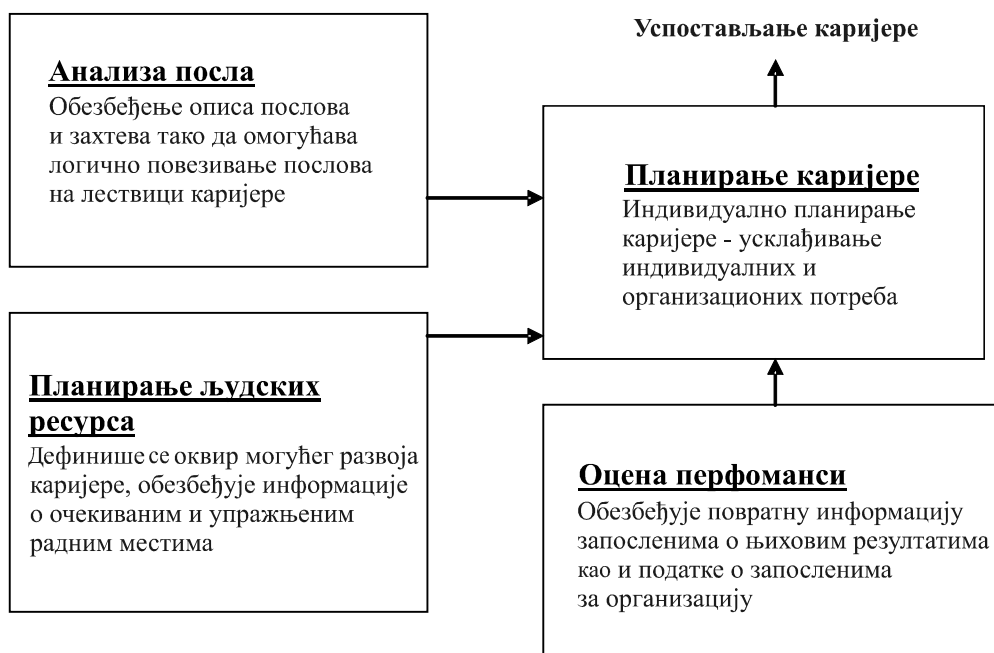 Успостављање каријере
Анализа посла
Обезбеђење описа послова
и захтева тако да омогућава
логично повезивање послова
на лествици каријере
Планирање каријере
Индивидуално планирање
каријере - усклађивање
индивидуалних и
организационих потреба
Планирање људских
ресурса
Дефинише се оквир могућег развоја
каријере, обезбеђује информације
о очекиваним и упражњеним
радним местима
Оцена перфоманси
Обезбеђује повратну информацију
запосленима о њиховим резултатима
као и податке о запосленима
за организацију